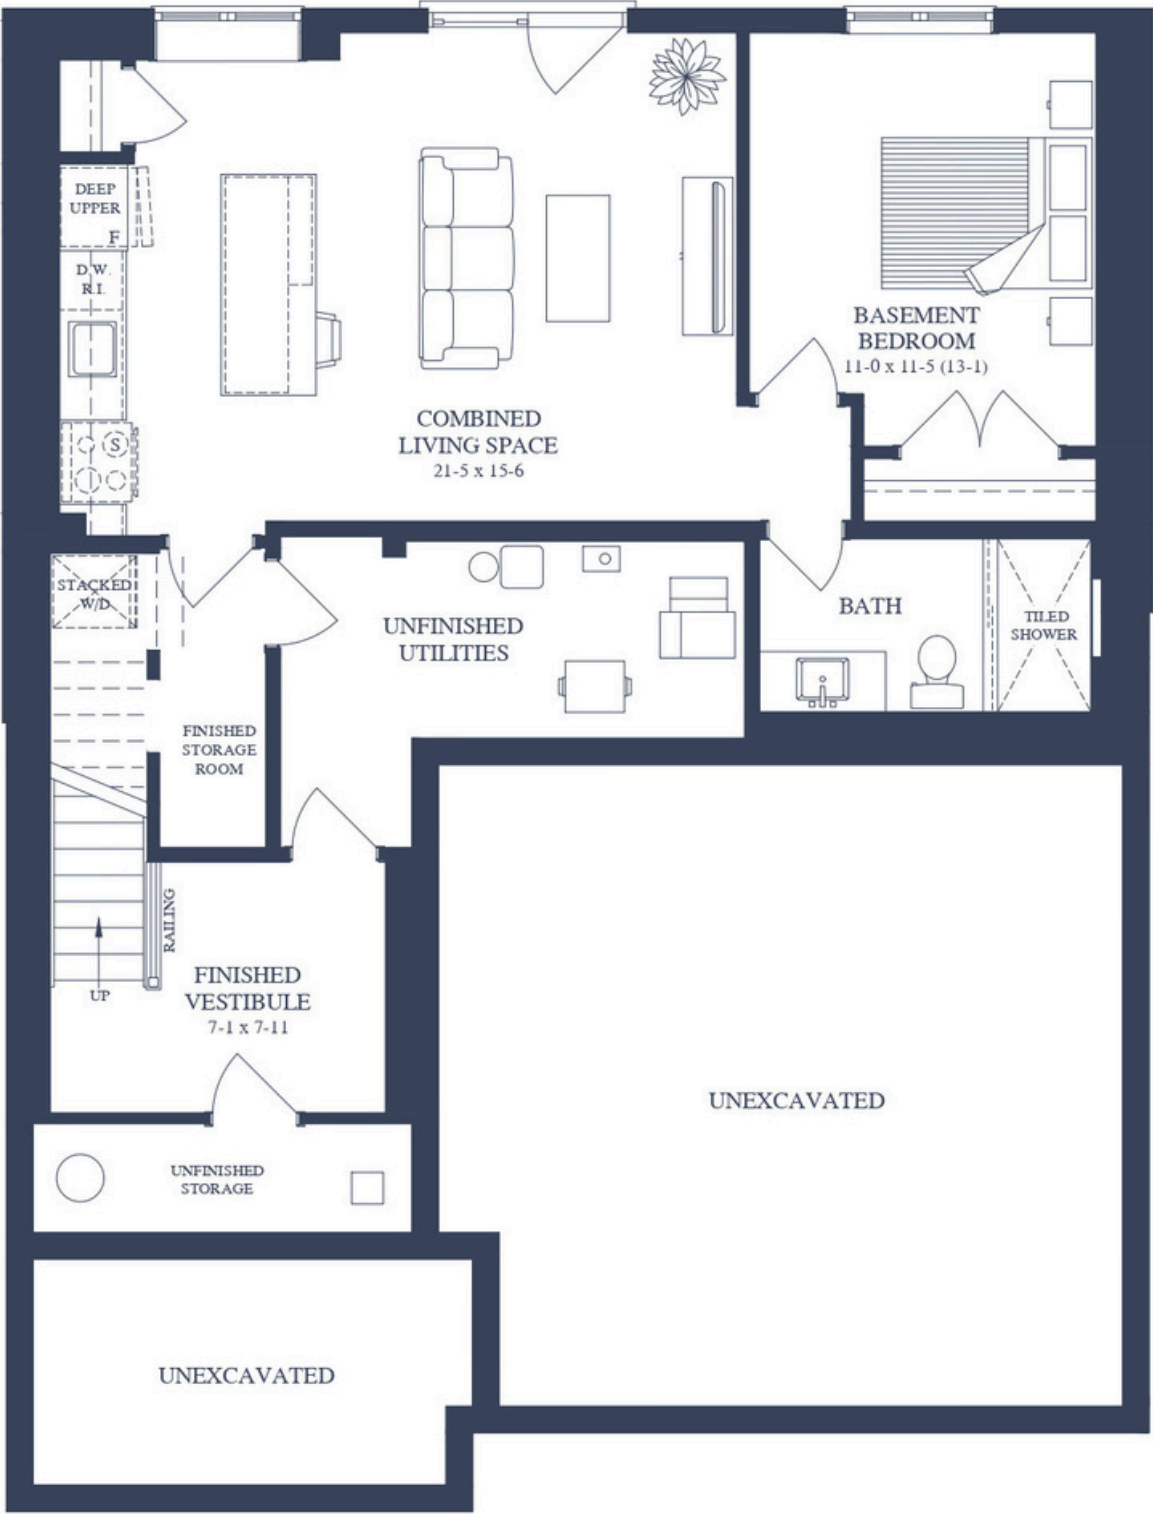 DEEP
UPPER
F
D.W.
R.I.
S
BASEMENT
BEDROOM
11-0 x 11-5 (13-1)
COMBINED
LIVING SPACE
21-5 x 15-6
STACKED
W/D
UNFINISHED
UTILITIES
BATH
TILED
SHOWER
FINISHED
STORAGE
ROOM
RAILING
UP
FINISHED
VESTIBULE
7-1 x 7-11
UNEXCAVATED
UNFINISHED
STORAGE
UNEXCAVATED